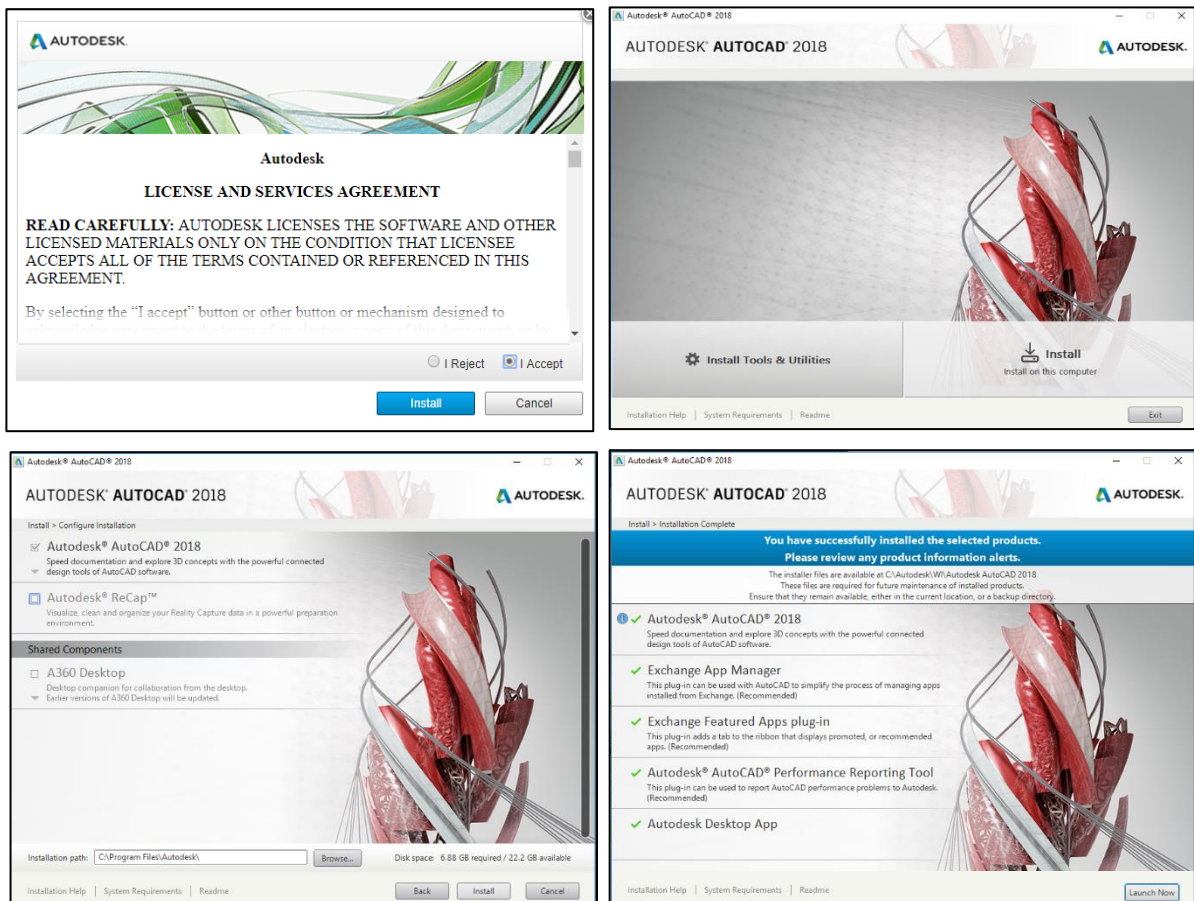 AUTODESK.
Autodesk
LICENSE AND SERVICES AGREEMENT
READ CAREFULLY: AUTODESK LICENSES THE SOFTWARE AND OTHER
LICENSED MATERIALS ONLY ON THE CONDITION THAT LICENSEE
ACCEPTS ALL OF THE TERMS CONTAINED OR REFERENCED IN THIS
AGREEMENT.
By selecting the “I accept” button or other button or mechanism designed to
acknowledge agreement to the terms of an electronic copy of this Agreement, or by
I Reject I Accept
Install Cancel
Autodesk® AutoCAD® 2018
AUTODESK® AUTOCAD® 2018 AUTODESK.
Install Tools & Utilities
Install
Install on this computer
Installation Help | System Requirements | Readme Exit
Autodesk® AutoCAD® 2018
AUTODESK® AUTOCAD® 2018 AUTODESK.
Install > Configure Installation
Autodesk® AutoCAD® 2018
Speed documentation and explore 3D concepts with the powerful connected
design tools of AutoCAD software.
Autodesk® ReCap™
Visualize, clean and organize your Reality Capture data in a powerful preparation
environment.
Shared Components
A360 Desktop
Desktop companion for collaboration from the desktop.
Earlier versions of A360 Desktop will be updated.
Installation path: C:\Program Files\Autodesk\ Browse... Disk space: 6.88 GB required / 22.2 GB available
Installation Help | System Requirements | Readme Back Install Cancel
Autodesk® AutoCAD® 2018
AUTODESK® AUTOCAD® 2018 AUTODESK.
Install > Installation Complete
You have successfully installed the selected products.
Please review any product information alerts.
The installer files are available at C:\Autodesk\WI\Autodesk AutoCAD 2018
These files are required for future maintenance of installed products.
Ensure that they remain available, either in the current location, or a backup directory.
Autodesk® AutoCAD® 2018
Speed documentation and explore 3D concepts with the powerful connected
design tools of AutoCAD software.
Exchange App Manager
This plug-in can be used with AutoCAD to simplify the process of managing apps
installed from Exchange. (Recommended)
Exchange Featured Apps plug-in
This plug-in adds a tab to the ribbon that displays promoted, or recommended
apps. (Recommended)
Autodesk® AutoCAD® Performance Reporting Tool
This plug-in can be used to report AutoCAD performance problems to Autodesk.
(Recommended)
Autodesk Desktop App
Installation Help | System Requirements | Readme Launch Now